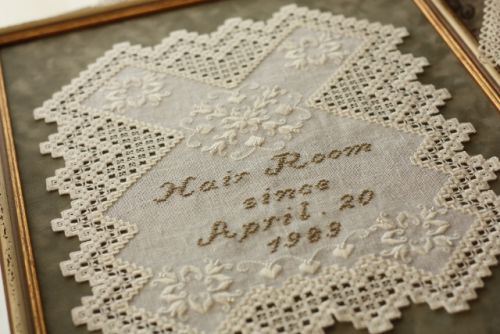 Hair Room
since
April. 20
1989